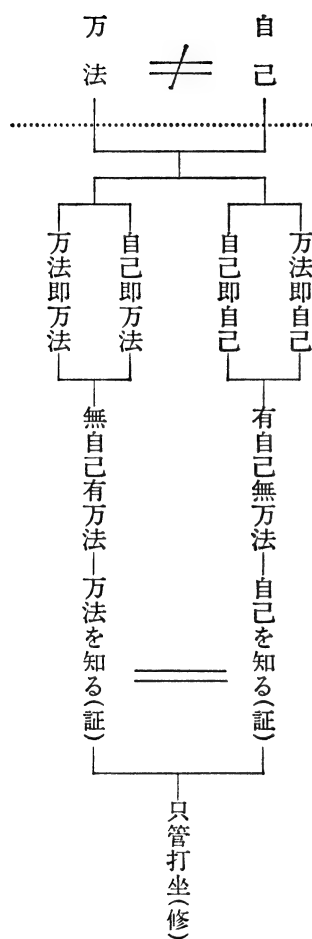 自己
≠
万法
万法即自己
自己即自己
自己即万法
万法即万法
有自己無万法―自己を知る(証)
＝
無自己有万法―万法を知る(証)
只管打坐(修)